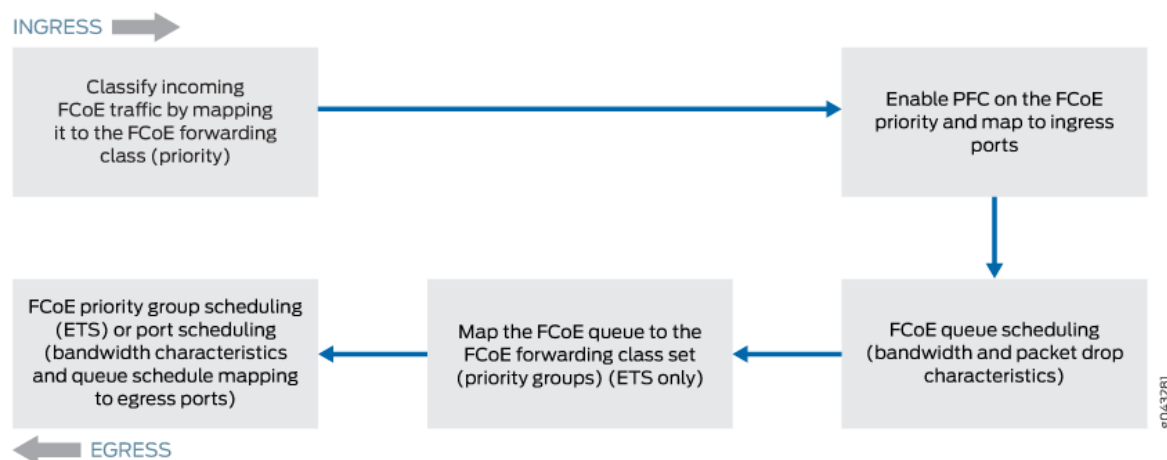 INGRESS
Classify incoming
FCoE traffic by mapping
it to the FCoE forwarding
class (priority)
Enable PFC on the FCoE
priority and map to ingress
ports
FCoE queue scheduling
(bandwidth and packet drop
characteristics)
Map the FCoE queue to the
FCoE forwarding class set
(priority groups) (ETS only)
FCoE priority group scheduling
(ETS) or port scheduling
(bandwidth characteristics
and queue schedule mapping
to egress ports)
EGRESS
g043281